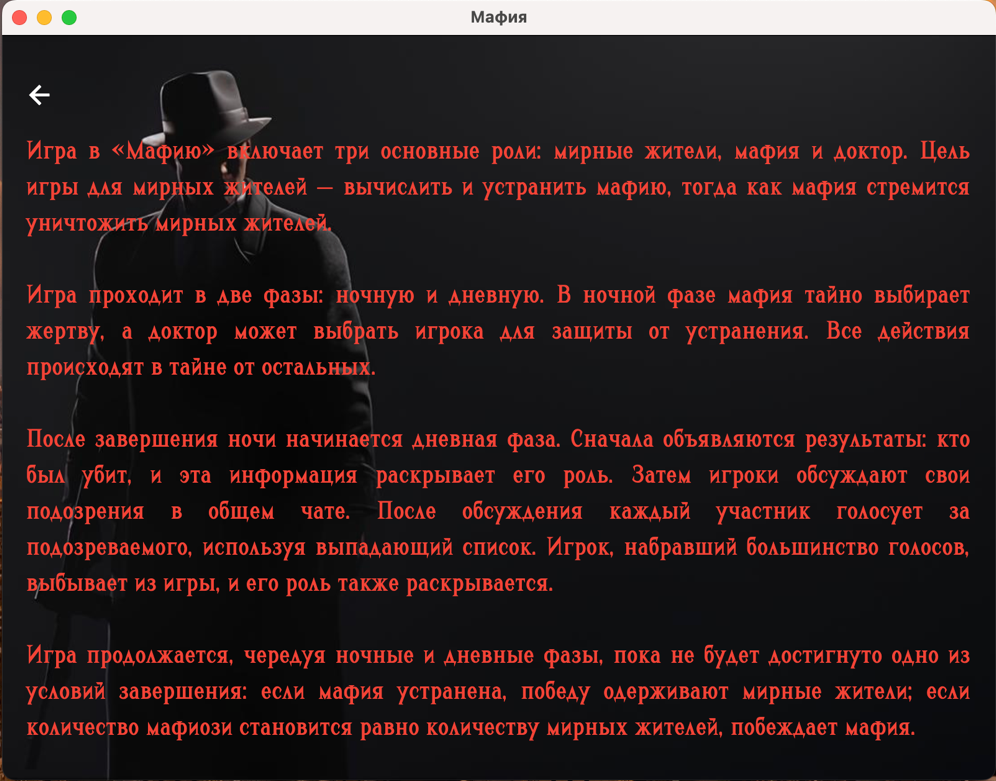 Мафия
Игра в «Мафию» включает три основные роли: мирные жители, мафия и доктор. Цель
игры для мирных жителей — вычислить и устранить мафию, тогда как мафия стремится
уничтожить мирных жителей.
Игра проходит в две фазы: ночную и дневную. В ночной фазе мафия тайно выбирает
жертву, а доктор может выбрать игрока для защиты от устранения. Все действия
происходят в тайне от остальных.
После завершения ночи начинается дневная фаза. Сначала объявляются результаты: кто
был убит, и эта информация раскрывает его роль. Затем игроки обсуждают свои
подозрения в общем чате. После обсуждения каждый участник голосует за
подозреваемого, используя выпадающий список. Игрок, набравший большинство голосов,
выбывает из игры, и его роль также раскрывается.
Игра продолжается, чередуя ночные и дневные фазы, пока не будет достигнуто одно из
условий завершения: если мафия устранена, победу одерживают мирные жители; если
количество мафиози становится равно количеству мирных жителей, побеждает мафия.